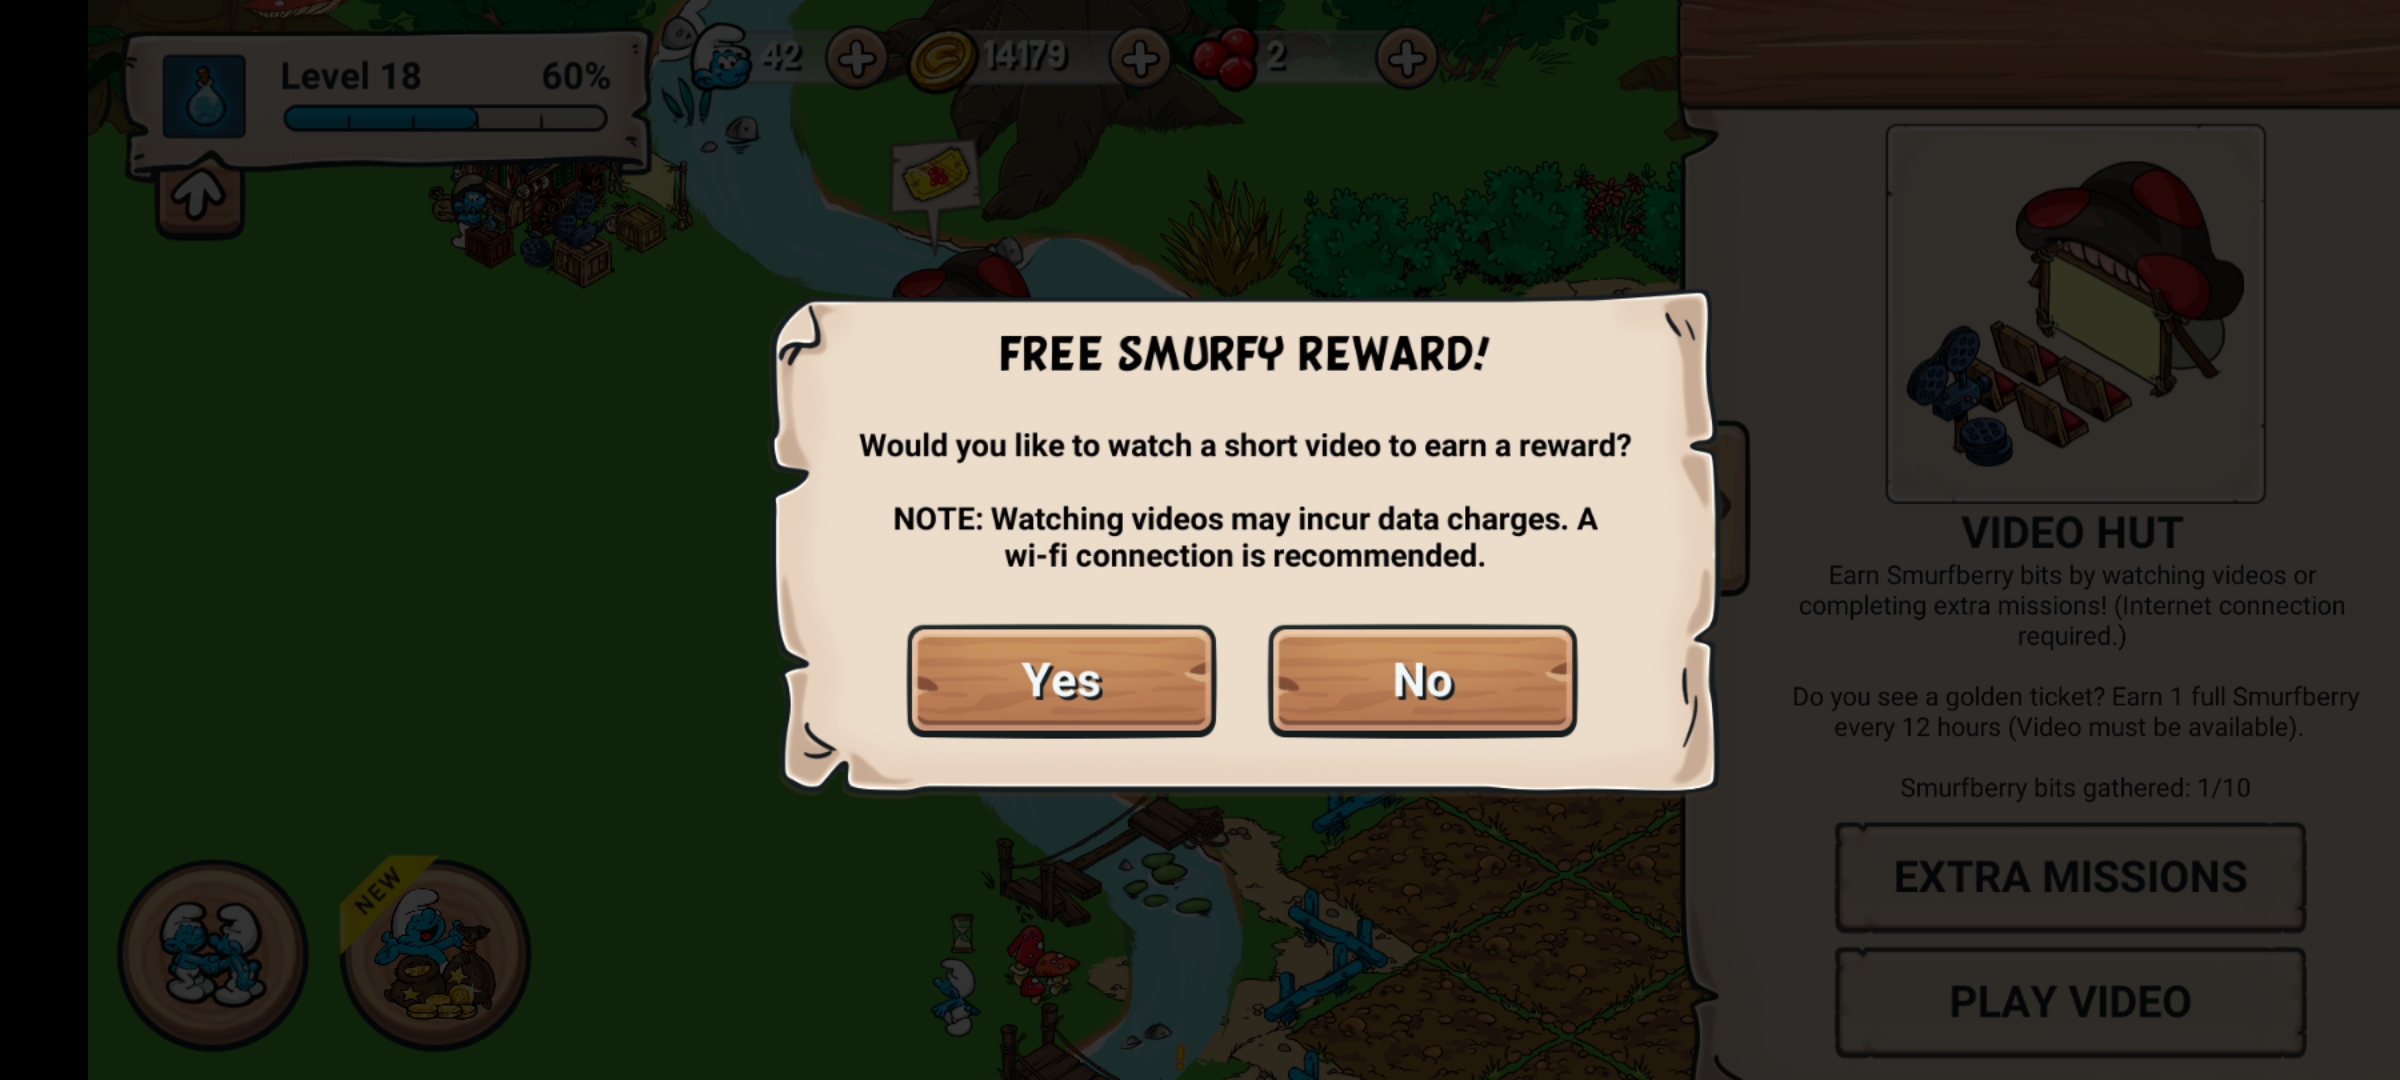 Level 18 60%
42
14179
2
FREE SMURFY REWARD!
Would you like to watch a short video to earn a reward?
NOTE: Watching videos may incur data charges. A
wi-fi connection is recommended.
Yes
No
VIDEO HUT
Earn Smurfberry bits by watching videos or
completing extra missions! (Internet connection
required.)
Do you see a golden ticket? Earn 1 full Smurfberry
every 12 hours (Video must be available).
Smurfberry bits gathered: 1/10
EXTRA MISSIONS
PLAY VIDEO
NEW